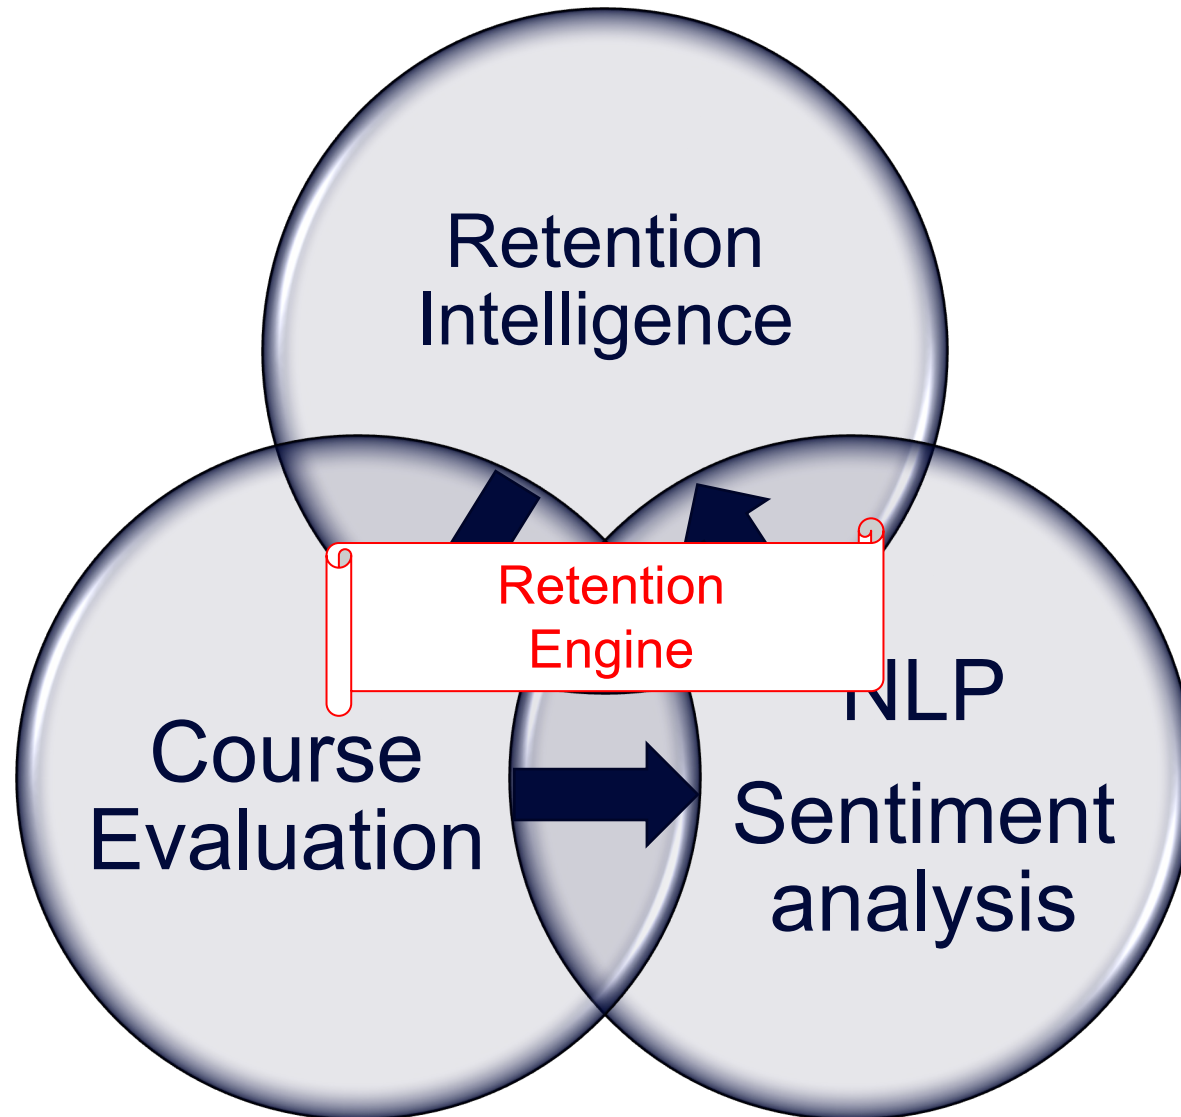 Retention
Intelligence
Retention
Engine
NLP
Course
Evaluation
Sentiment
analysis